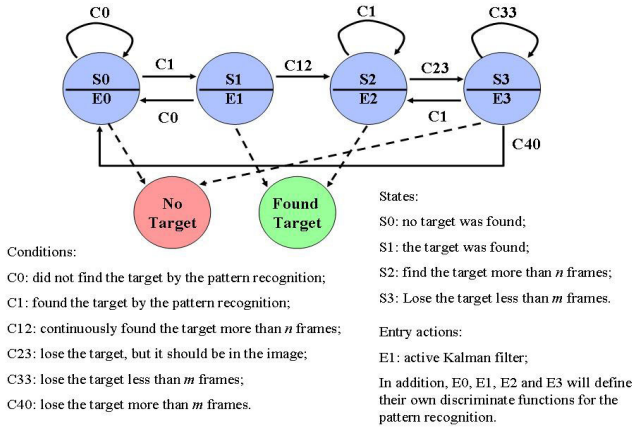 C0
C1
C33
C1
C12
C23
S0
S1
S2
S3
E0
E1
E2
E3
C0
C1
C40
No
Target
Found
Target
Conditions:
C0: did not find the target by the pattern recognition;
C1: found the target by the pattern recognition;
C12: continuously found the target more than n frames;
C23: lose the target, but it should be in the image;
C33: lose the target less than m frames;
C40: lose the target more than m frames.
States:
S0: no target was found;
S1: the target was found;
S2: find the target more than n frames;
S3: Lose the target less than m frames.
Entry actions:
E1: active Kalman filter;
In addition, E0, E1, E2 and E3 will define
their own discriminate functions for the
pattern recognition.